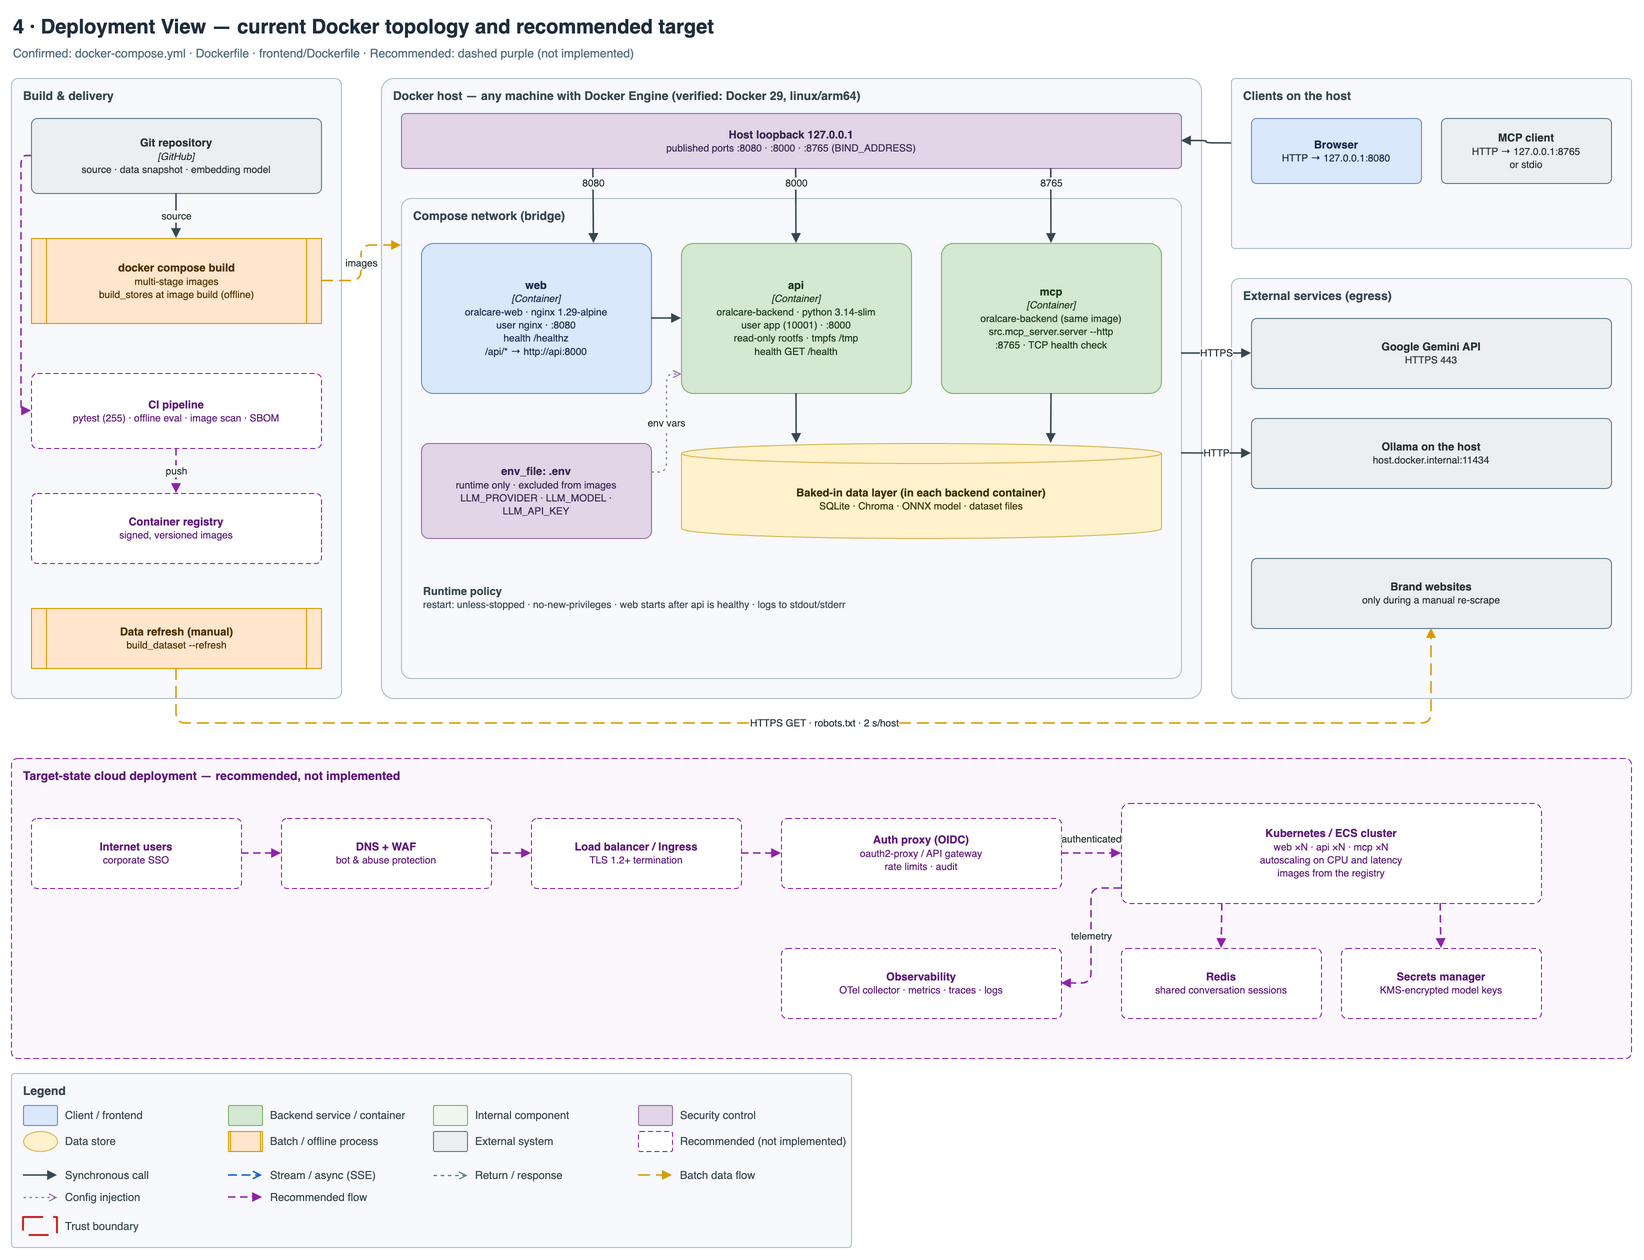 4 · Deployment View — current Docker topology and recommended target
Confirmed: docker-compose.yml · Dockerfile · frontend/Dockerfile · Recommended: dashed purple (not implemented)
Build & delivery
Git repository
[GitHub]
source · data snapshot · embedding model
source
docker compose build
multi-stage images
build_stores at image build (offline)
images
CI pipeline
pytest (255) · offline eval · image scan · SBOM
push
Container registry
signed, versioned images
Data refresh (manual)
build_dataset --refresh
Docker host — any machine with Docker Engine (verified: Docker 29, linux/arm64)
Host loopback 127.0.0.1
published ports :8080 · :8000 · :8765 (BIND_ADDRESS)
8080
8000
8765
Compose network (bridge)
web
[Container]
oralcare-web · nginx 1.29-alpine
user nginx · :8080
health /healthz
/api/* → http://api:8000
api
[Container]
oralcare-backend · python 3.14-slim
user app (10001) · :8000
read-only rootfs · tmpfs /tmp
health GET /health
mcp
[Container]
oralcare-backend (same image)
src.mcp_server.server --http
:8765 · TCP health check
env vars
env_file: .env
runtime only · excluded from images
LLM_PROVIDER · LLM_MODEL ·
LLM_API_KEY
Baked-in data layer (in each backend container)
SQLite · Chroma · ONNX model · dataset files
Runtime policy
restart: unless-stopped · no-new-privileges · web starts after api is healthy · logs to stdout/stderr
Clients on the host
Browser
HTTP → 127.0.0.1:8080
MCP client
HTTP → 127.0.0.1:8765
or stdio
External services (egress)
HTTPS
Google Gemini API
HTTPS 443
HTTP
Ollama on the host
host.docker.internal:11434
Brand websites
only during a manual re-scrape
HTTPS GET · robots.txt · 2 s/host
Target-state cloud deployment — recommended, not implemented
Internet users
corporate SSO
DNS + WAF
bot & abuse protection
Load balancer / Ingress
TLS 1.2+ termination
Auth proxy (OIDC)
oauth2-proxy / API gateway
rate limits · audit
authenticated
Kubernetes / ECS cluster
web ×N · api ×N · mcp ×N
autoscaling on CPU and latency
images from the registry
telemetry
Observability
OTel collector · metrics · traces · logs
Redis
shared conversation sessions
Secrets manager
KMS-encrypted model keys
Legend
Client / frontend
Backend service / container
Internal component
Security control
Data store
Batch / offline process
External system
Recommended (not implemented)
Synchronous call
Stream / async (SSE)
Return / response
Batch data flow
Config injection
Recommended flow
Trust boundary